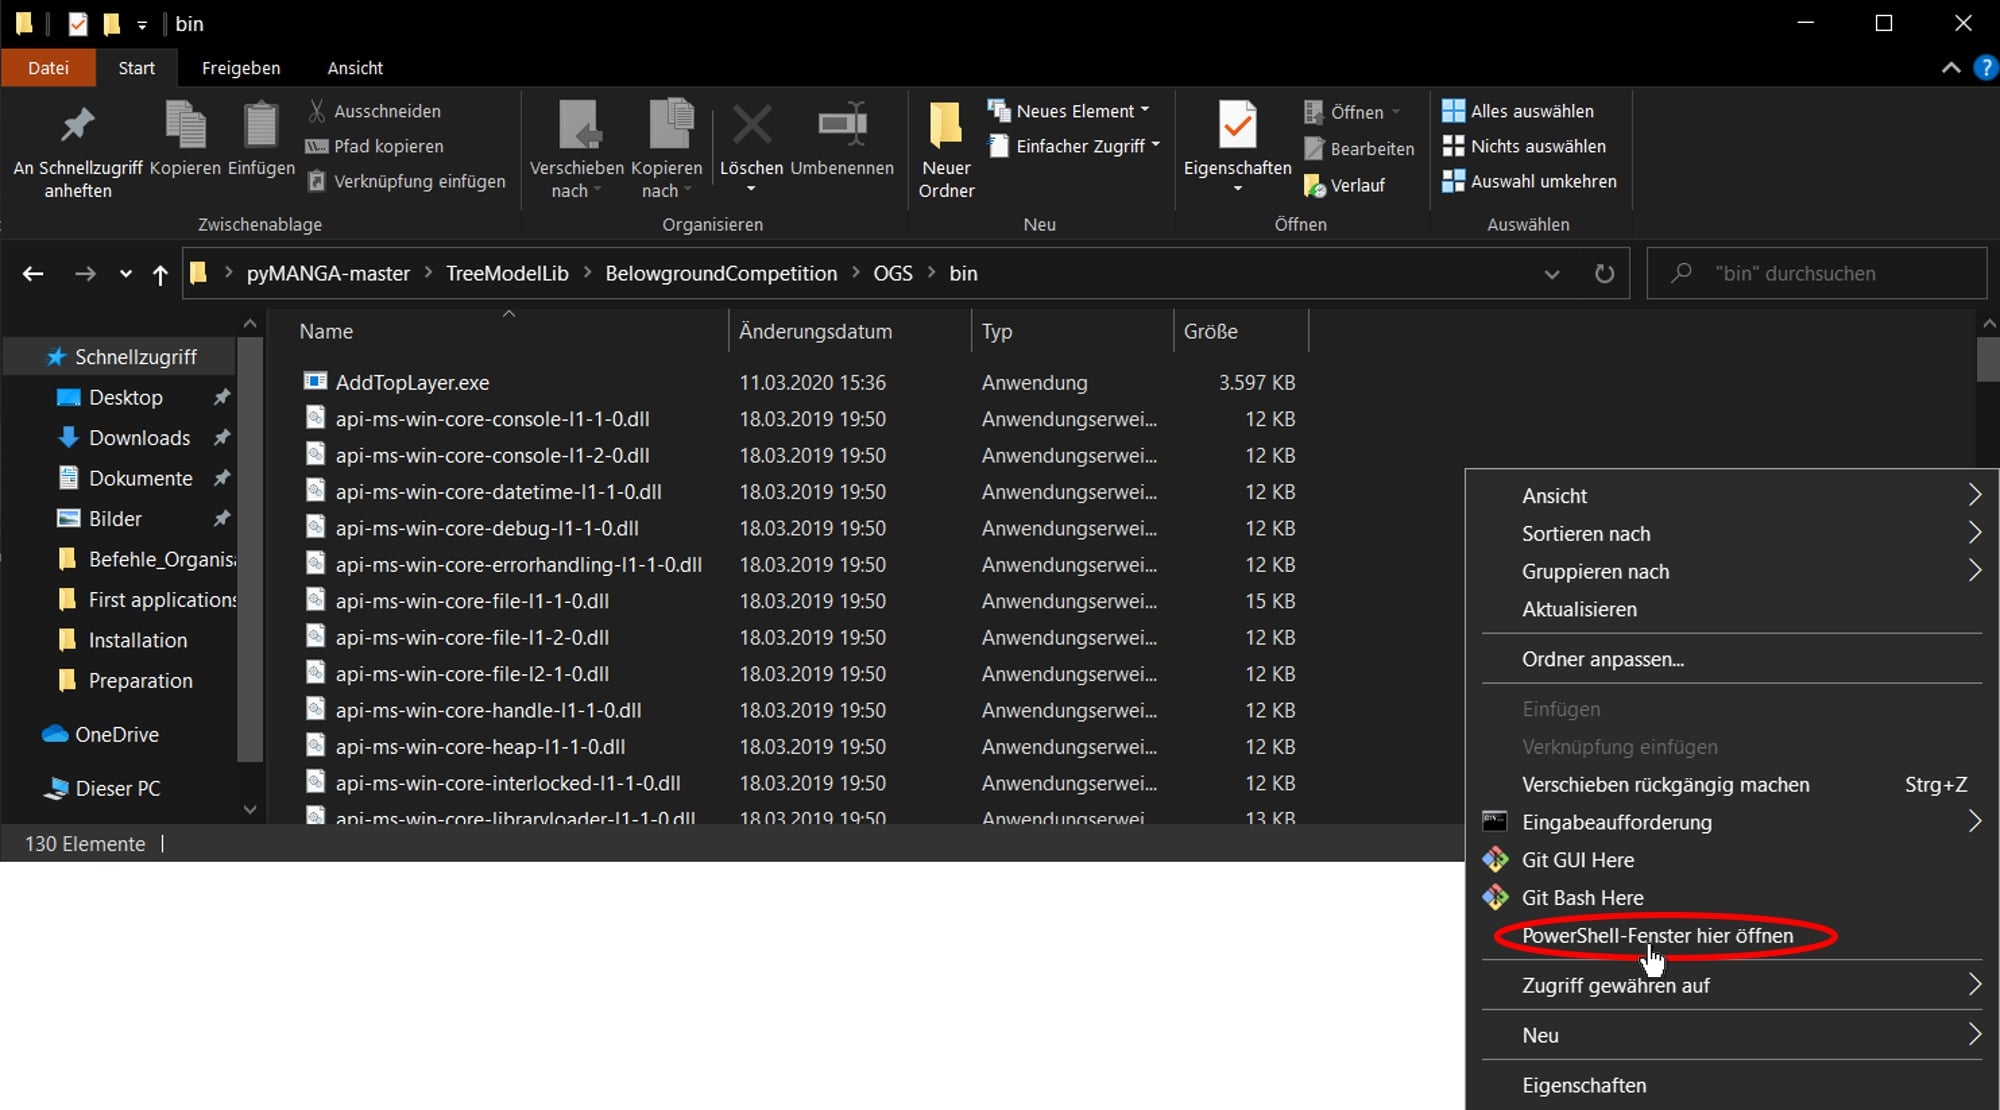 bin
Datei Start Freigeben Ansicht
An Schnellzugriff anheften
Kopieren
Einfügen
Ausschneiden
Pfad kopieren
Verknüpfung einfügen
Zwischenablage
Verschieben nach
Kopieren nach
Löschen
Umbenennen
Organisieren
Neuer Ordner
Neues Element
Einfacher Zugriff
Neu
Eigenschaften
Öffnen
Bearbeiten
Verlauf
Öffnen
Alles auswählen
Nichts auswählen
Auswahl umkehren
Auswählen
pyMANGA-master > TreeModelLib > BelowgroundCompetition > OGS > bin
"bin" durchsuchen
Schnellzugriff
Desktop
Downloads
Dokumente
Bilder
Befehle_Organisa
First applications
Installation
Preparation
OneDrive
Dieser PC
Name Änderungsdatum Typ Größe
AddTopLayer.exe 11.03.2020 15:36 Anwendung 3.597 KB
api-ms-win-core-console-l1-1-0.dll 18.03.2019 19:50 Anwendungserwei... 12 KB
api-ms-win-core-console-l1-2-0.dll 18.03.2019 19:50 Anwendungserwei... 12 KB
api-ms-win-core-datetime-l1-1-0.dll 18.03.2019 19:50 Anwendungserwei... 12 KB
api-ms-win-core-debug-l1-1-0.dll 18.03.2019 19:50 Anwendungserwei... 12 KB
api-ms-win-core-errorhandling-l1-1-0.dll 18.03.2019 19:50 Anwendungserwei... 12 KB
api-ms-win-core-file-l1-1-0.dll 18.03.2019 19:50 Anwendungserwei... 15 KB
api-ms-win-core-file-l1-2-0.dll 18.03.2019 19:50 Anwendungserwei... 12 KB
api-ms-win-core-file-l2-1-0.dll 18.03.2019 19:50 Anwendungserwei... 12 KB
api-ms-win-core-handle-l1-1-0.dll 18.03.2019 19:50 Anwendungserwei... 12 KB
api-ms-win-core-heap-l1-1-0.dll 18.03.2019 19:50 Anwendungserwei... 12 KB
api-ms-win-core-interlocked-l1-1-0.dll 18.03.2019 19:50 Anwendungserwei... 12 KB
api-ms-win-core-libraryloader-l1-1-0.dll 18.03.2019 19:50 Anwendungserwei 13 KB
130 Elemente
Ansicht
Sortieren nach
Gruppieren nach
Aktualisieren
Ordner anpassen...
Einfügen
Verknüpfung einfügen
Verschieben rückgängig machen Strg+Z
Eingabeaufforderung
Git GUI Here
Git Bash Here
PowerShell-Fenster hier öffnen
Zugriff gewähren auf
Neu
Eigenschaften